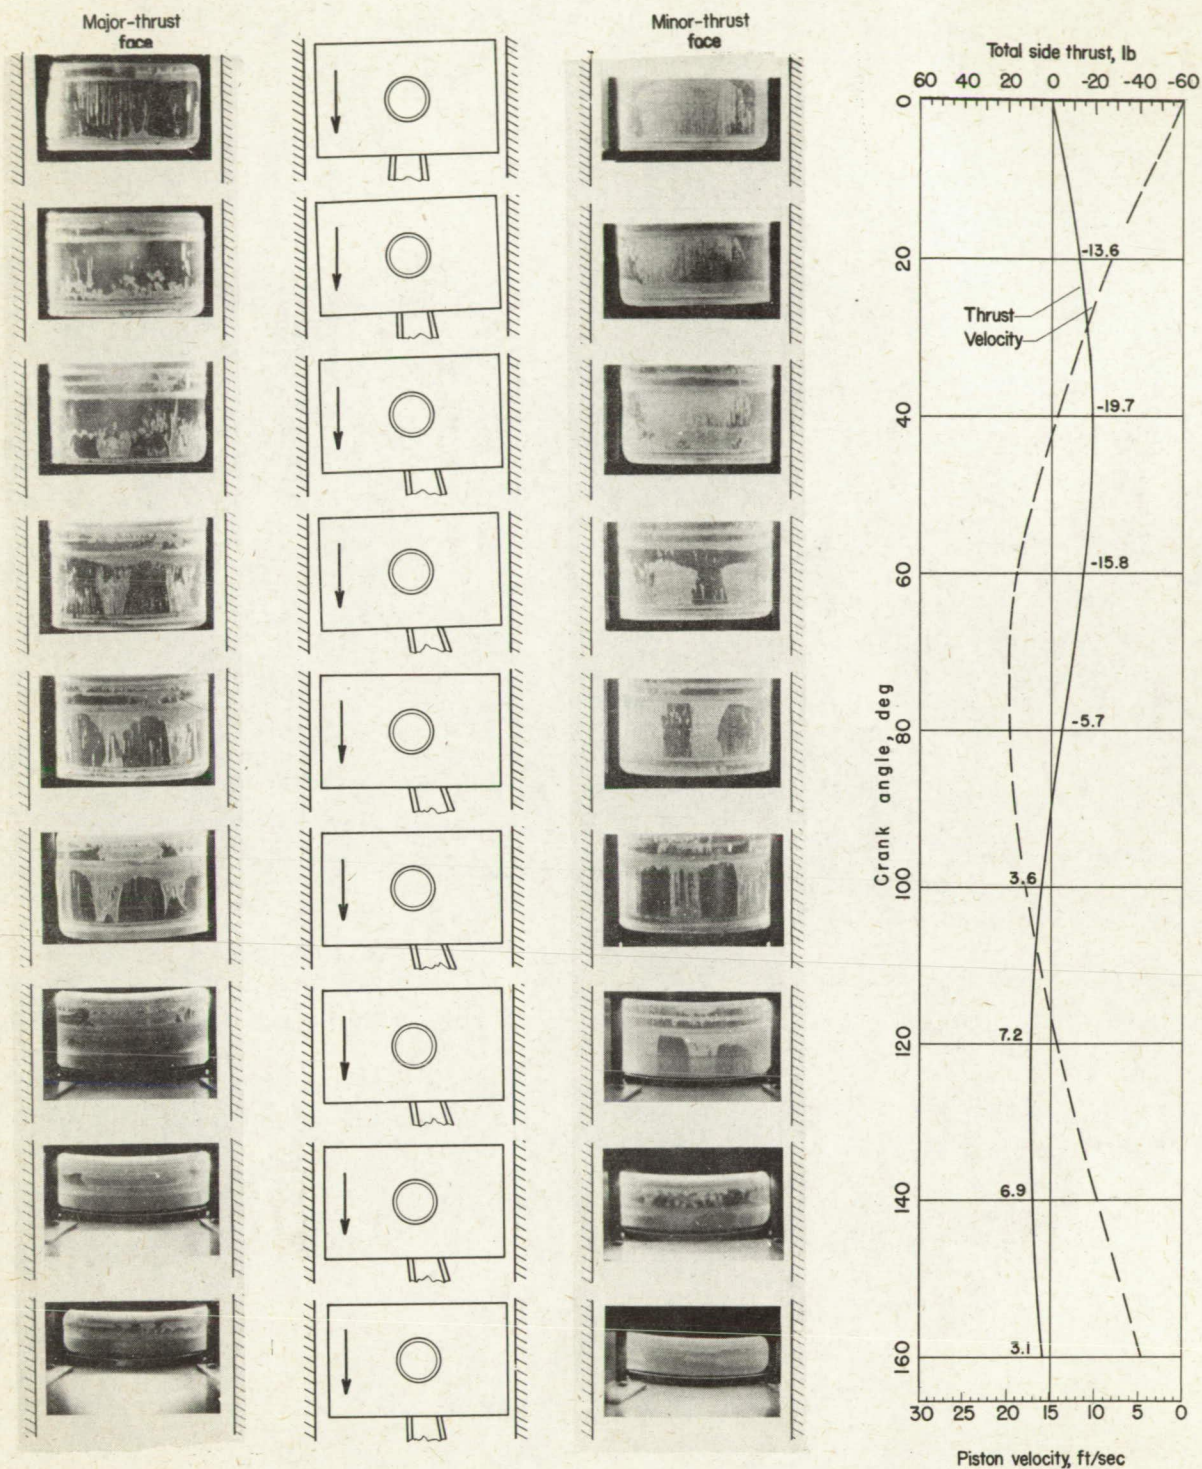 Major-thrust
face
Minor-thrust
face
Total side thrust, lb
60 40 20 0 -20 -40 -60
0
-13.6
20
Thrust
Velocity
-19.7
40
-15.8
60
-5.7
80
Crank angle, deg
3.6
100
7.2
120
6.9
140
3.1
160
30 25 20 15 10 5 0
Piston velocity, ft/sec